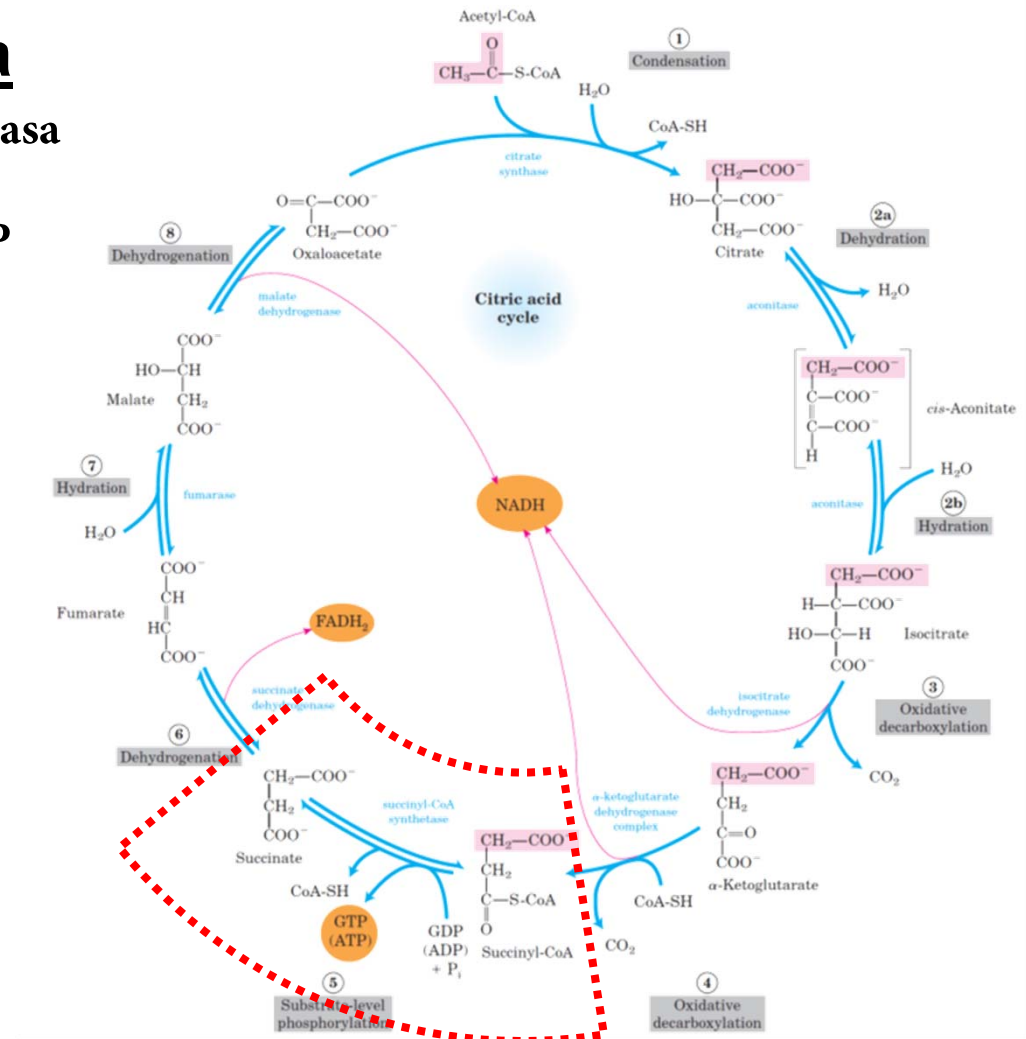 a
asa
Acetyl-CoA
O
CH₃—C—S-CoA
H₂O
1
Condensation
CoA-SH
citrate
synthase
CH₂—COO⁻
HO—C—COO⁻
CH₂—COO⁻
Citrate
2a
Dehydration
H₂O
aconitase
O=C—COO⁻
CH₂—COO⁻
Oxaloacetate
8
Dehydrogenation
malate
dehydrogenase
Citric acid
cycle
CH₂—COO⁻
C—COO⁻
C—COO⁻
H
cis-Aconitate
COO⁻
HO—CH
Malate
CH₂
COO⁻
H₂O
aconitase
2b
Hydration
7
Hydration
fumarase
H₂O
NADH
CH₂—COO⁻
H—C—COO⁻
HO—C—H
Isocitrate
COO⁻
COO⁻
CH
Fumarate
HC
COO⁻
FADH₂
isocitrate
dehydrogenase
3
Oxidative
decarboxylation
CO₂
succinate
dehydrogenase
6
Dehydrogenation
CH₂—COO⁻
CH₂
C=O
COO⁻
α-Ketoglutarate
α-ketoglutarate
dehydrogenase
complex
CoA-SH
CO₂
4
Oxidative
decarboxylation
CH₂—COO⁻
CH₂
COO⁻
Succinate
succinyl-CoA
synthetase
CH₂—COO⁻
CH₂
C—S-CoA
O
Succinyl-CoA
CoA-SH
GTP
(ATP)
GDP
(ADP)
+ Pᵢ
5
Substrate-level
phosphorylation